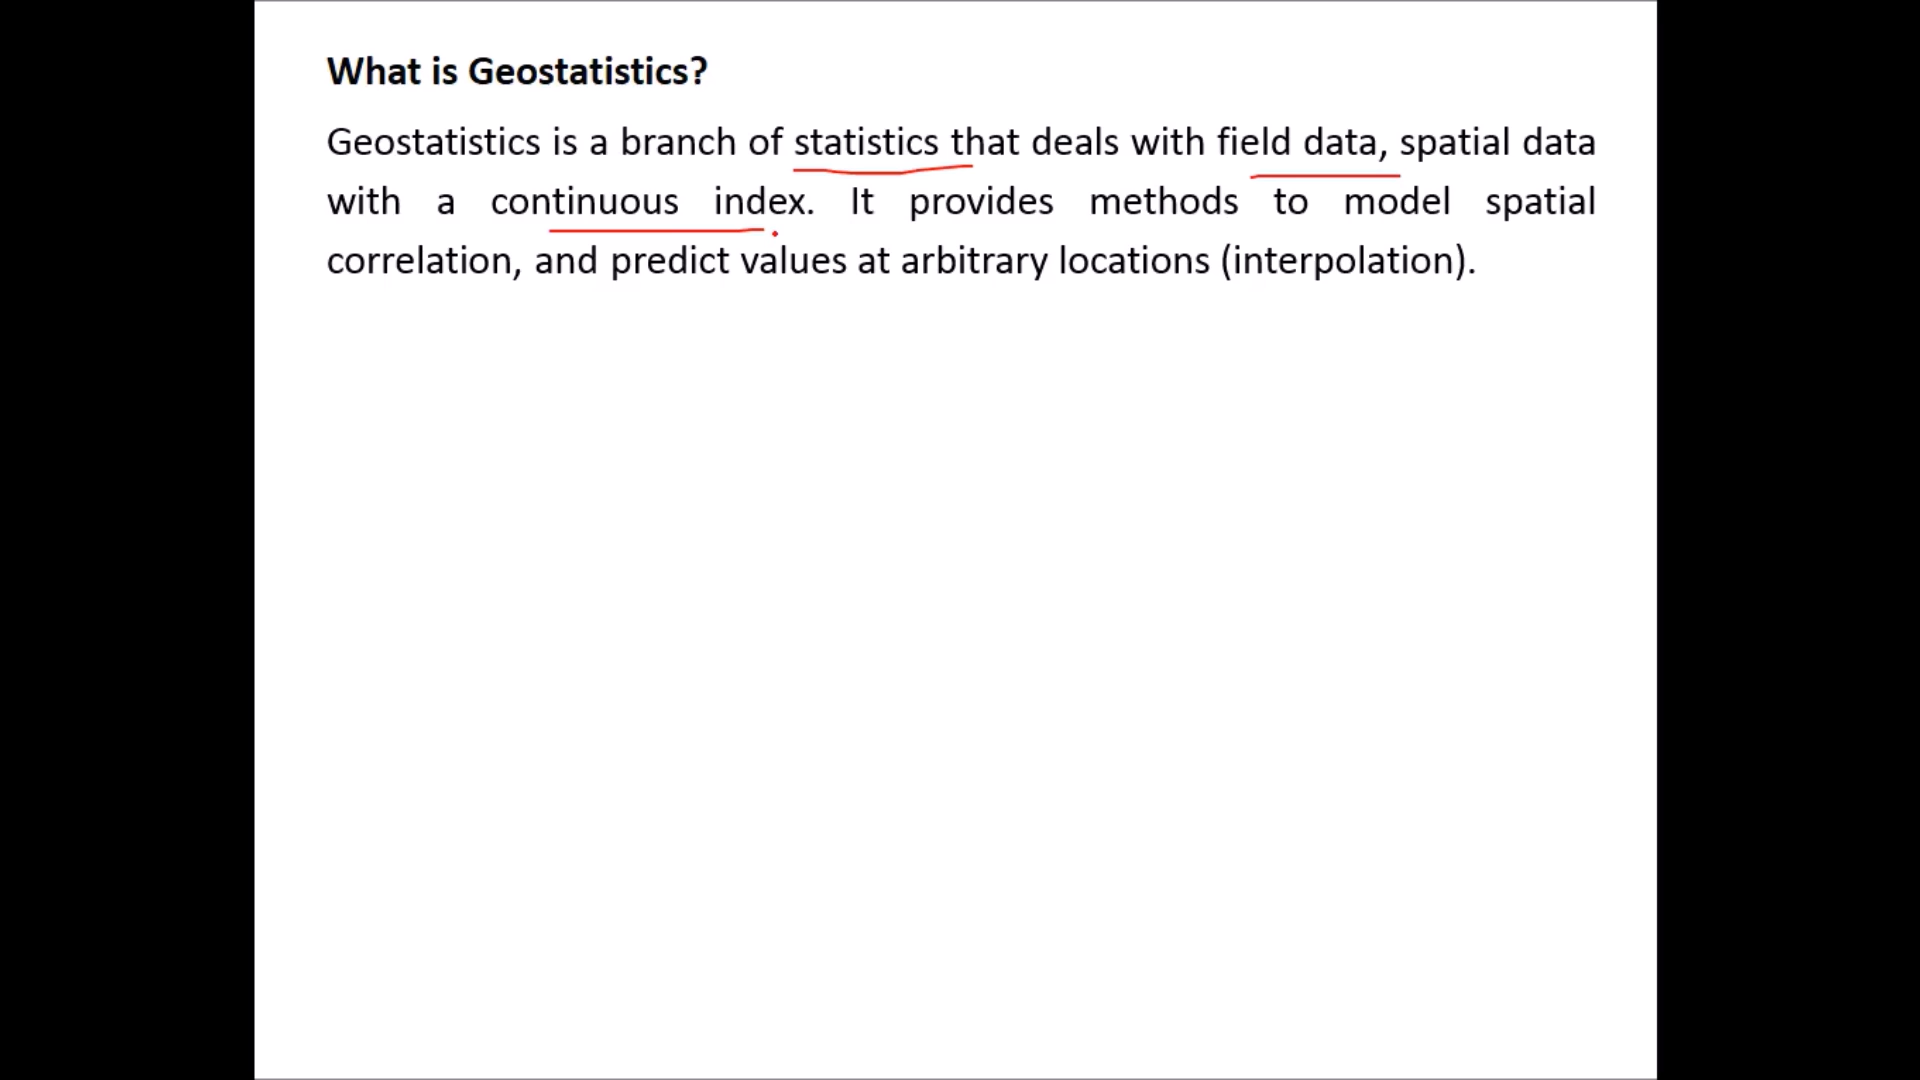 What is Geostatistics?
Geostatistics is a branch of statistics that deals with field data, spatial data
with a continuous index. It provides methods to model spatial
correlation, and predict values at arbitrary locations (interpolation).